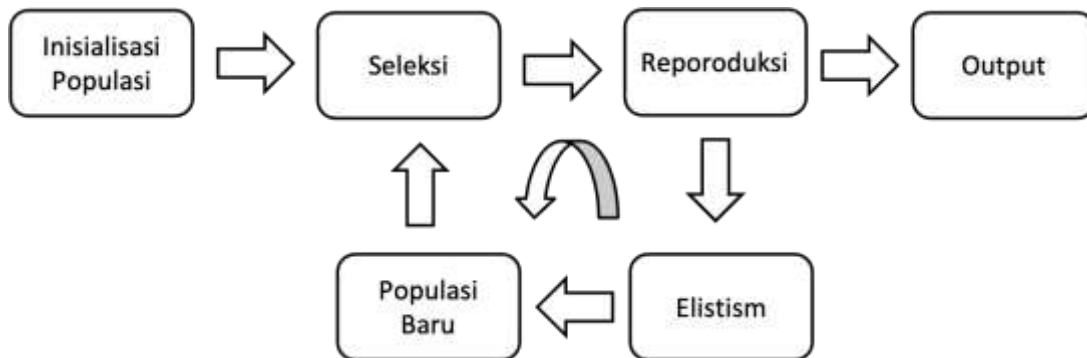 Inisialisasi
Populasi
Seleksi
Reporoduksi
Output
Populasi
Baru
Elistism